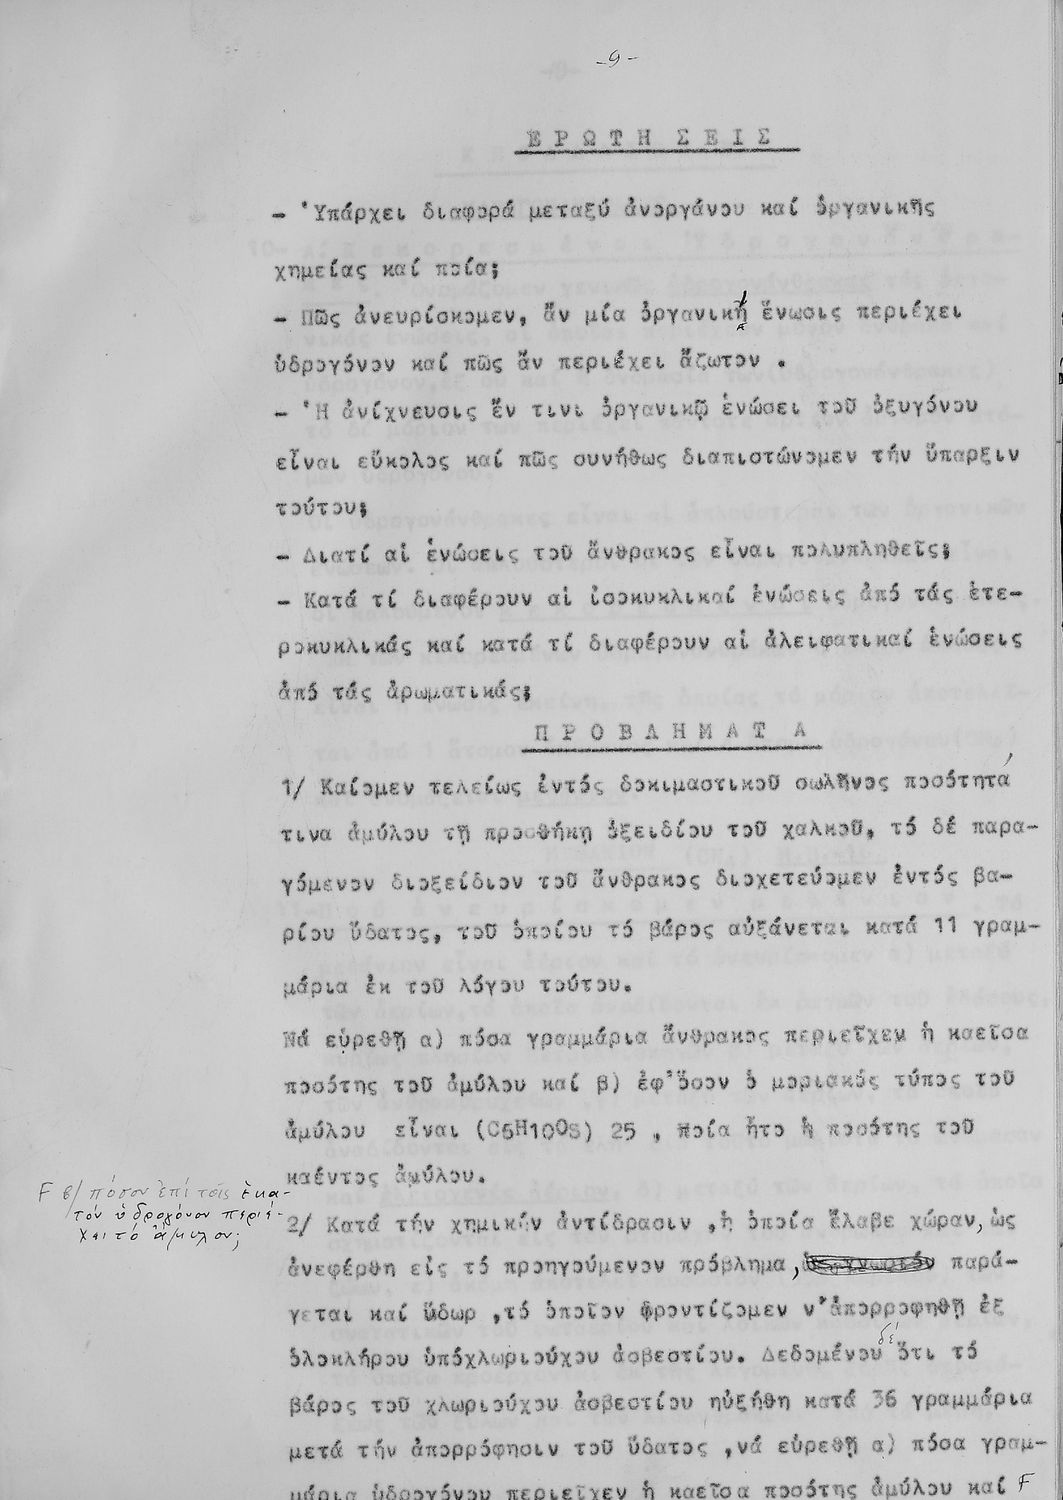 -9-
ΕΡΩΤΗΣΕΙΣ
- Ὑπάρχει διαφορά μεταξύ ἀνοργάνου καί ὀργανικῆς
χημείας καί ποία;
- Πῶς ἀνευρίσκομεν, ἄν μία ὀργανική ἕνωσις περιέχει
ὑδρογόνον καί πῶς ἄν περιέχει ἄζωτον .
- Ἡ ἀνίχνευσις ἔν τινι ὀργανικῇ ἑνώσει τοῦ ὀξυγόνου
εἶναι εὔκολος καί πῶς συνήθως διαπιστώνομεν τήν ὕπαρξιν
τούτου;
- Διατί αἱ ἑνώσεις τοῦ ἄνθρακος εἶναι πολυπληθεῖς;
- Κατά τί διαφέρουν αἱ ἰσοκυκλικαί ἑνώσεις ἀπό τάς ἑτε-
ροκυκλικάς καί κατά τί διαφέρουν αἱ ἀλειφατικαί ἑνώσεις
ἀπό τάς ἀρωματικάς;
ΠΡΟΒΛΗΜΑΤΑ
1/ Καίομεν τελείως ἐντός δοκιμαστικοῦ σωλῆνος ποσότητά
τινα ἀμύλου τῇ προσθήκῃ ὀξειδίου τοῦ χαλκοῦ, τό δέ παρα-
γόμενον διοξείδιον τοῦ ἄνθρακος διοχετεύομεν ἐντός βα-
ρίου ὕδατος, τοῦ ὁποίου τό βάρος αὐξάνεται κατά 11 γραμ-
μάρια ἐκ τοῦ λόγου τούτου.
Νά εὑρεθῇ α) πόσα γραμμάρια ἄνθρακος περιεῖχεν ἡ καεῖσα
ποσότης τοῦ ἀμύλου καί β) ἐφ'ὅσον ὁ μοριακός τύπος τοῦ
ἀμύλου εἶναι (C6H10O5) 25 , ποία ἦτο ἡ ποσότης τοῦ
καέντος ἀμύλου.
F β/ πόσον ἐπί τοῖς ἑκα-
τόν ὑδρογόνον περιέ-
χει τό ἄμυλον;
2/ Κατά τήν χημικήν ἀντίδρασιν ,ἡ ὁποία ἔλαβε χώραν, ὡς
ἀνεφέρθη εἰς τό προηγούμενον πρόβλημα, παρά-
γεται καί ὕδωρ ,τό ὁποῖον φροντίζομεν ν'ἀπορροφηθῇ ἐξ
ὁλοκλήρου ὑπόχλωριούχου ἀσβεστίου. Δεδομένου δέ ὅτι τό
βάρος τοῦ χλωριούχου ἀσβεστίου ηὐξήθη κατά 36 γραμμάρια
μετά τήν ἀπορρόφησιν τοῦ ὕδατος ,νά εὑρεθῇ α) πόσα γραμ-
μάρια ὑδρογόνου περιεῖχεν ἡ καεῖσα ποσότης ἀμύλου καί F